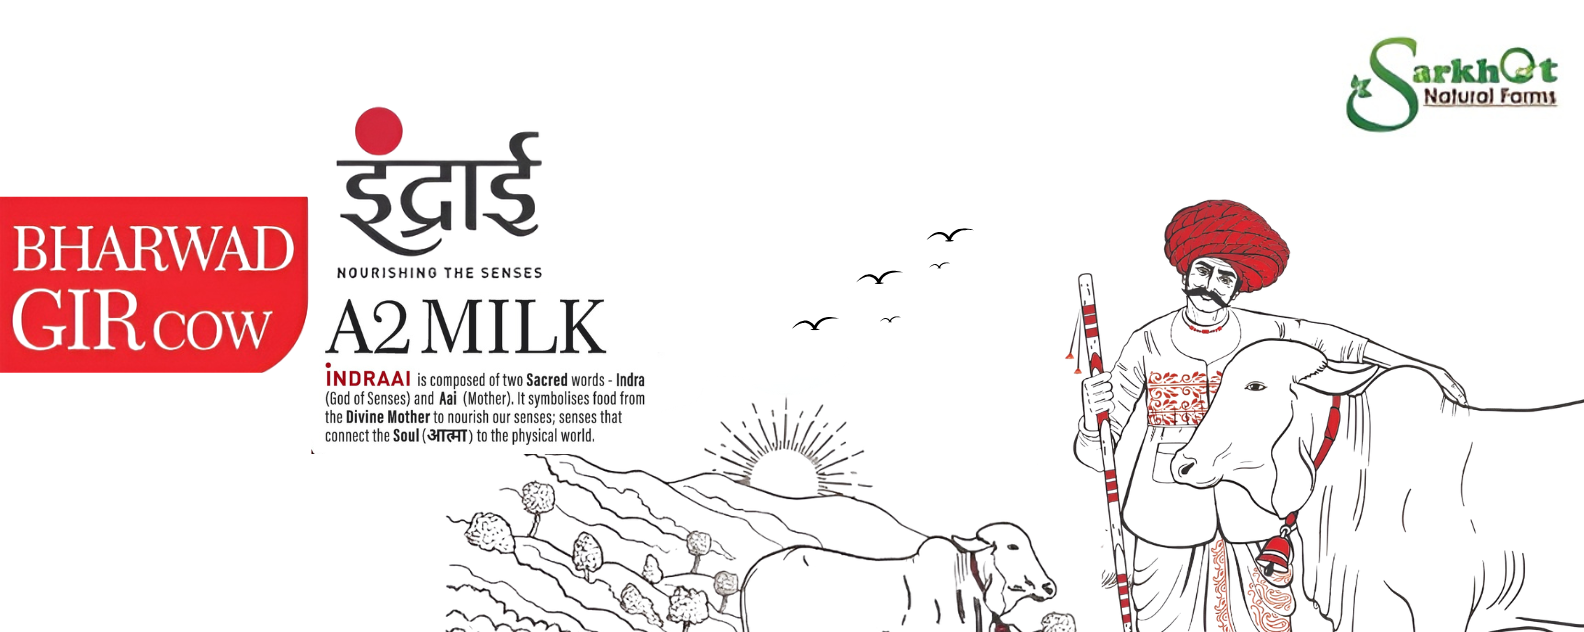 BHARWAD
GIR COW
इंद्राई
NOURISHING THE SENSES
A2 MILK
INDRAAI is composed of two Sacred words - Indra
(God of Senses) and Aai (Mother). It symbolises food from
the Divine Mother to nourish our senses; senses that
connect the Soul (आत्मा) to the physical world.
Sarkhot
Natural Farms